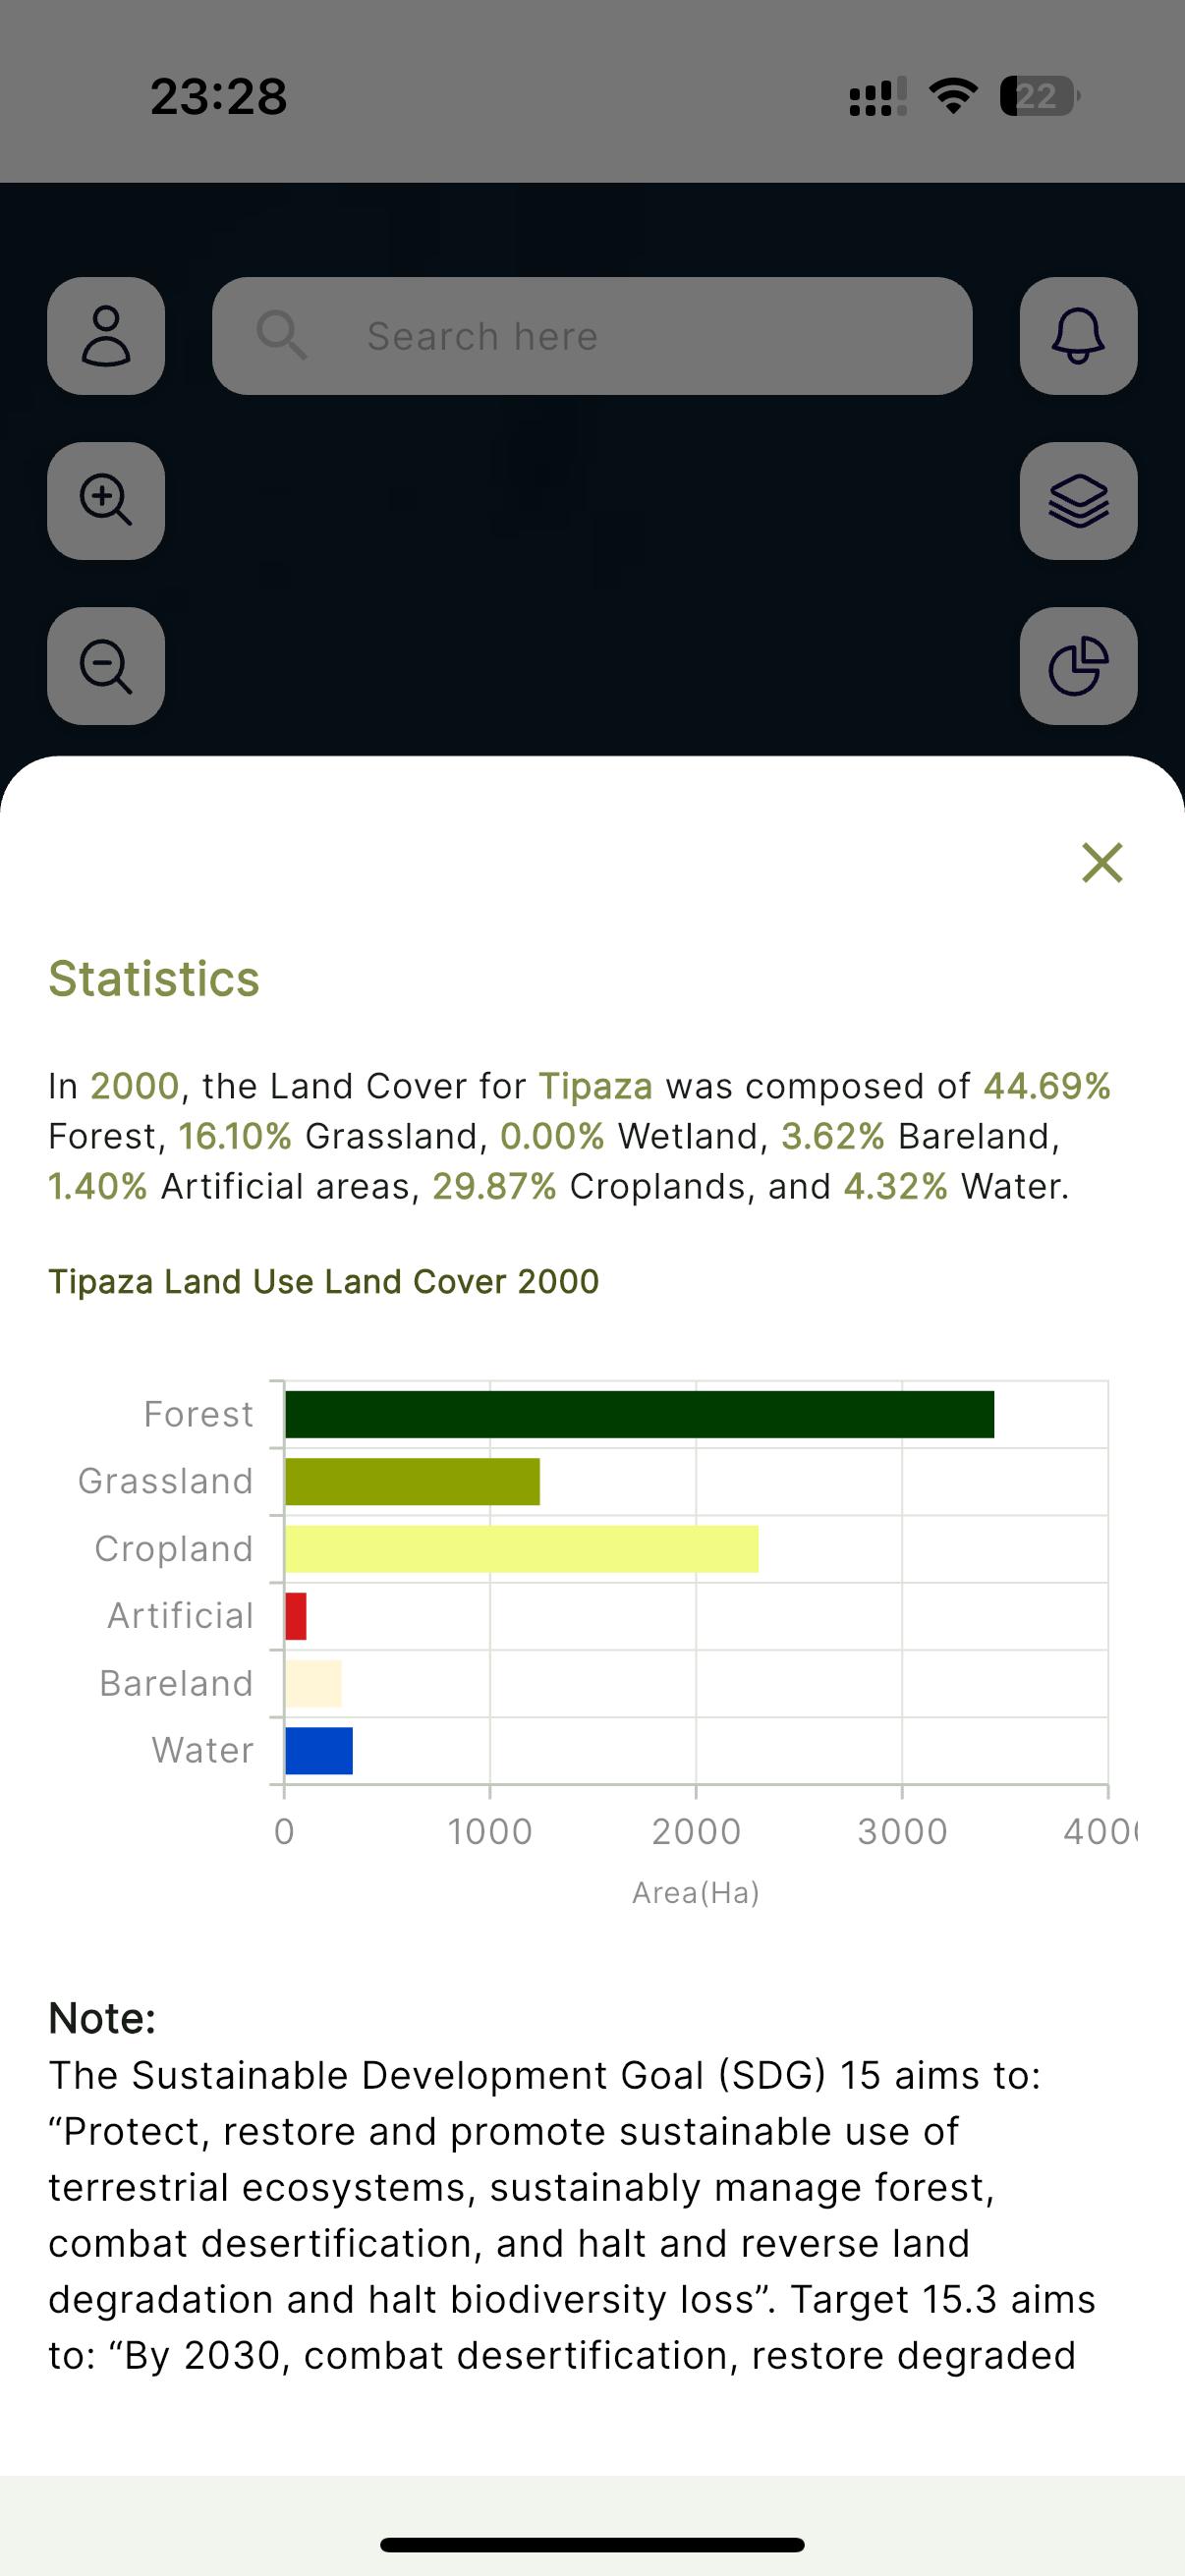 23:28
22
Search here
Statistics
In 2000, the Land Cover for Tipaza was composed of 44.69%
Forest, 16.10% Grassland, 0.00% Wetland, 3.62% Bareland,
1.40% Artificial areas, 29.87% Croplands, and 4.32% Water.
Tipaza Land Use Land Cover 2000
Forest
Grassland
Cropland
Artificial
Bareland
Water
0 1000 2000 3000
Area(Ha)
Note:
The Sustainable Development Goal (SDG) 15 aims to:
“Protect, restore and promote sustainable use of
terrestrial ecosystems, sustainably manage forest,
combat desertification, and halt and reverse land
degradation and halt biodiversity loss”. Target 15.3 aims
to: “By 2030, combat desertification, restore degraded